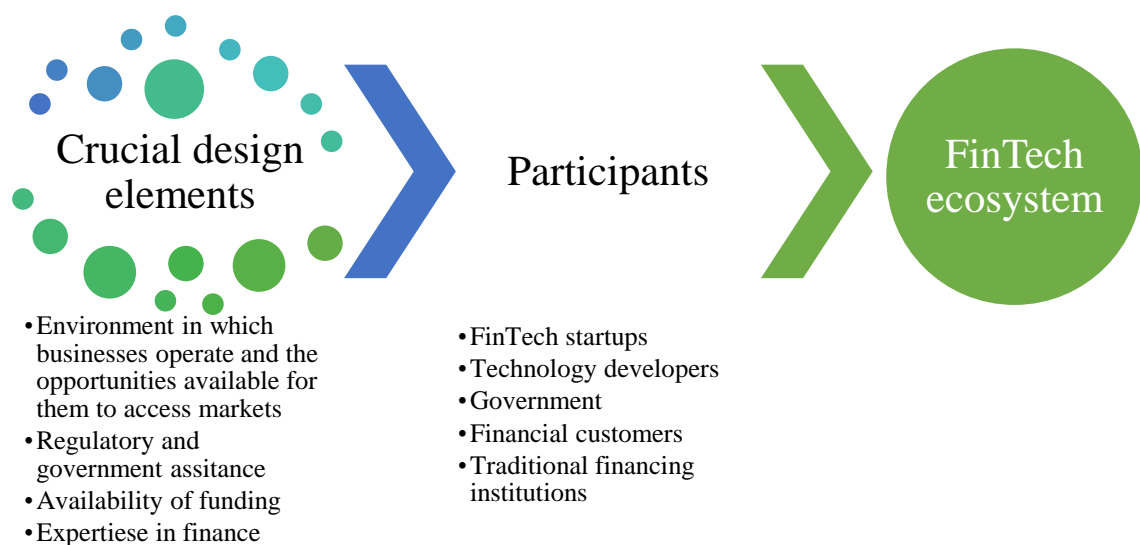 Crucial design
elements
Participants
FinTech
ecosystem
•Environment in which
businesses operate and the
opportunities available for
them to access markets
•Regulatory and
government assitance
•Availability of funding
•Expertiese in finance
•FinTech startups
•Technology developers
•Government
•Financial customers
•Traditional financing
institutions